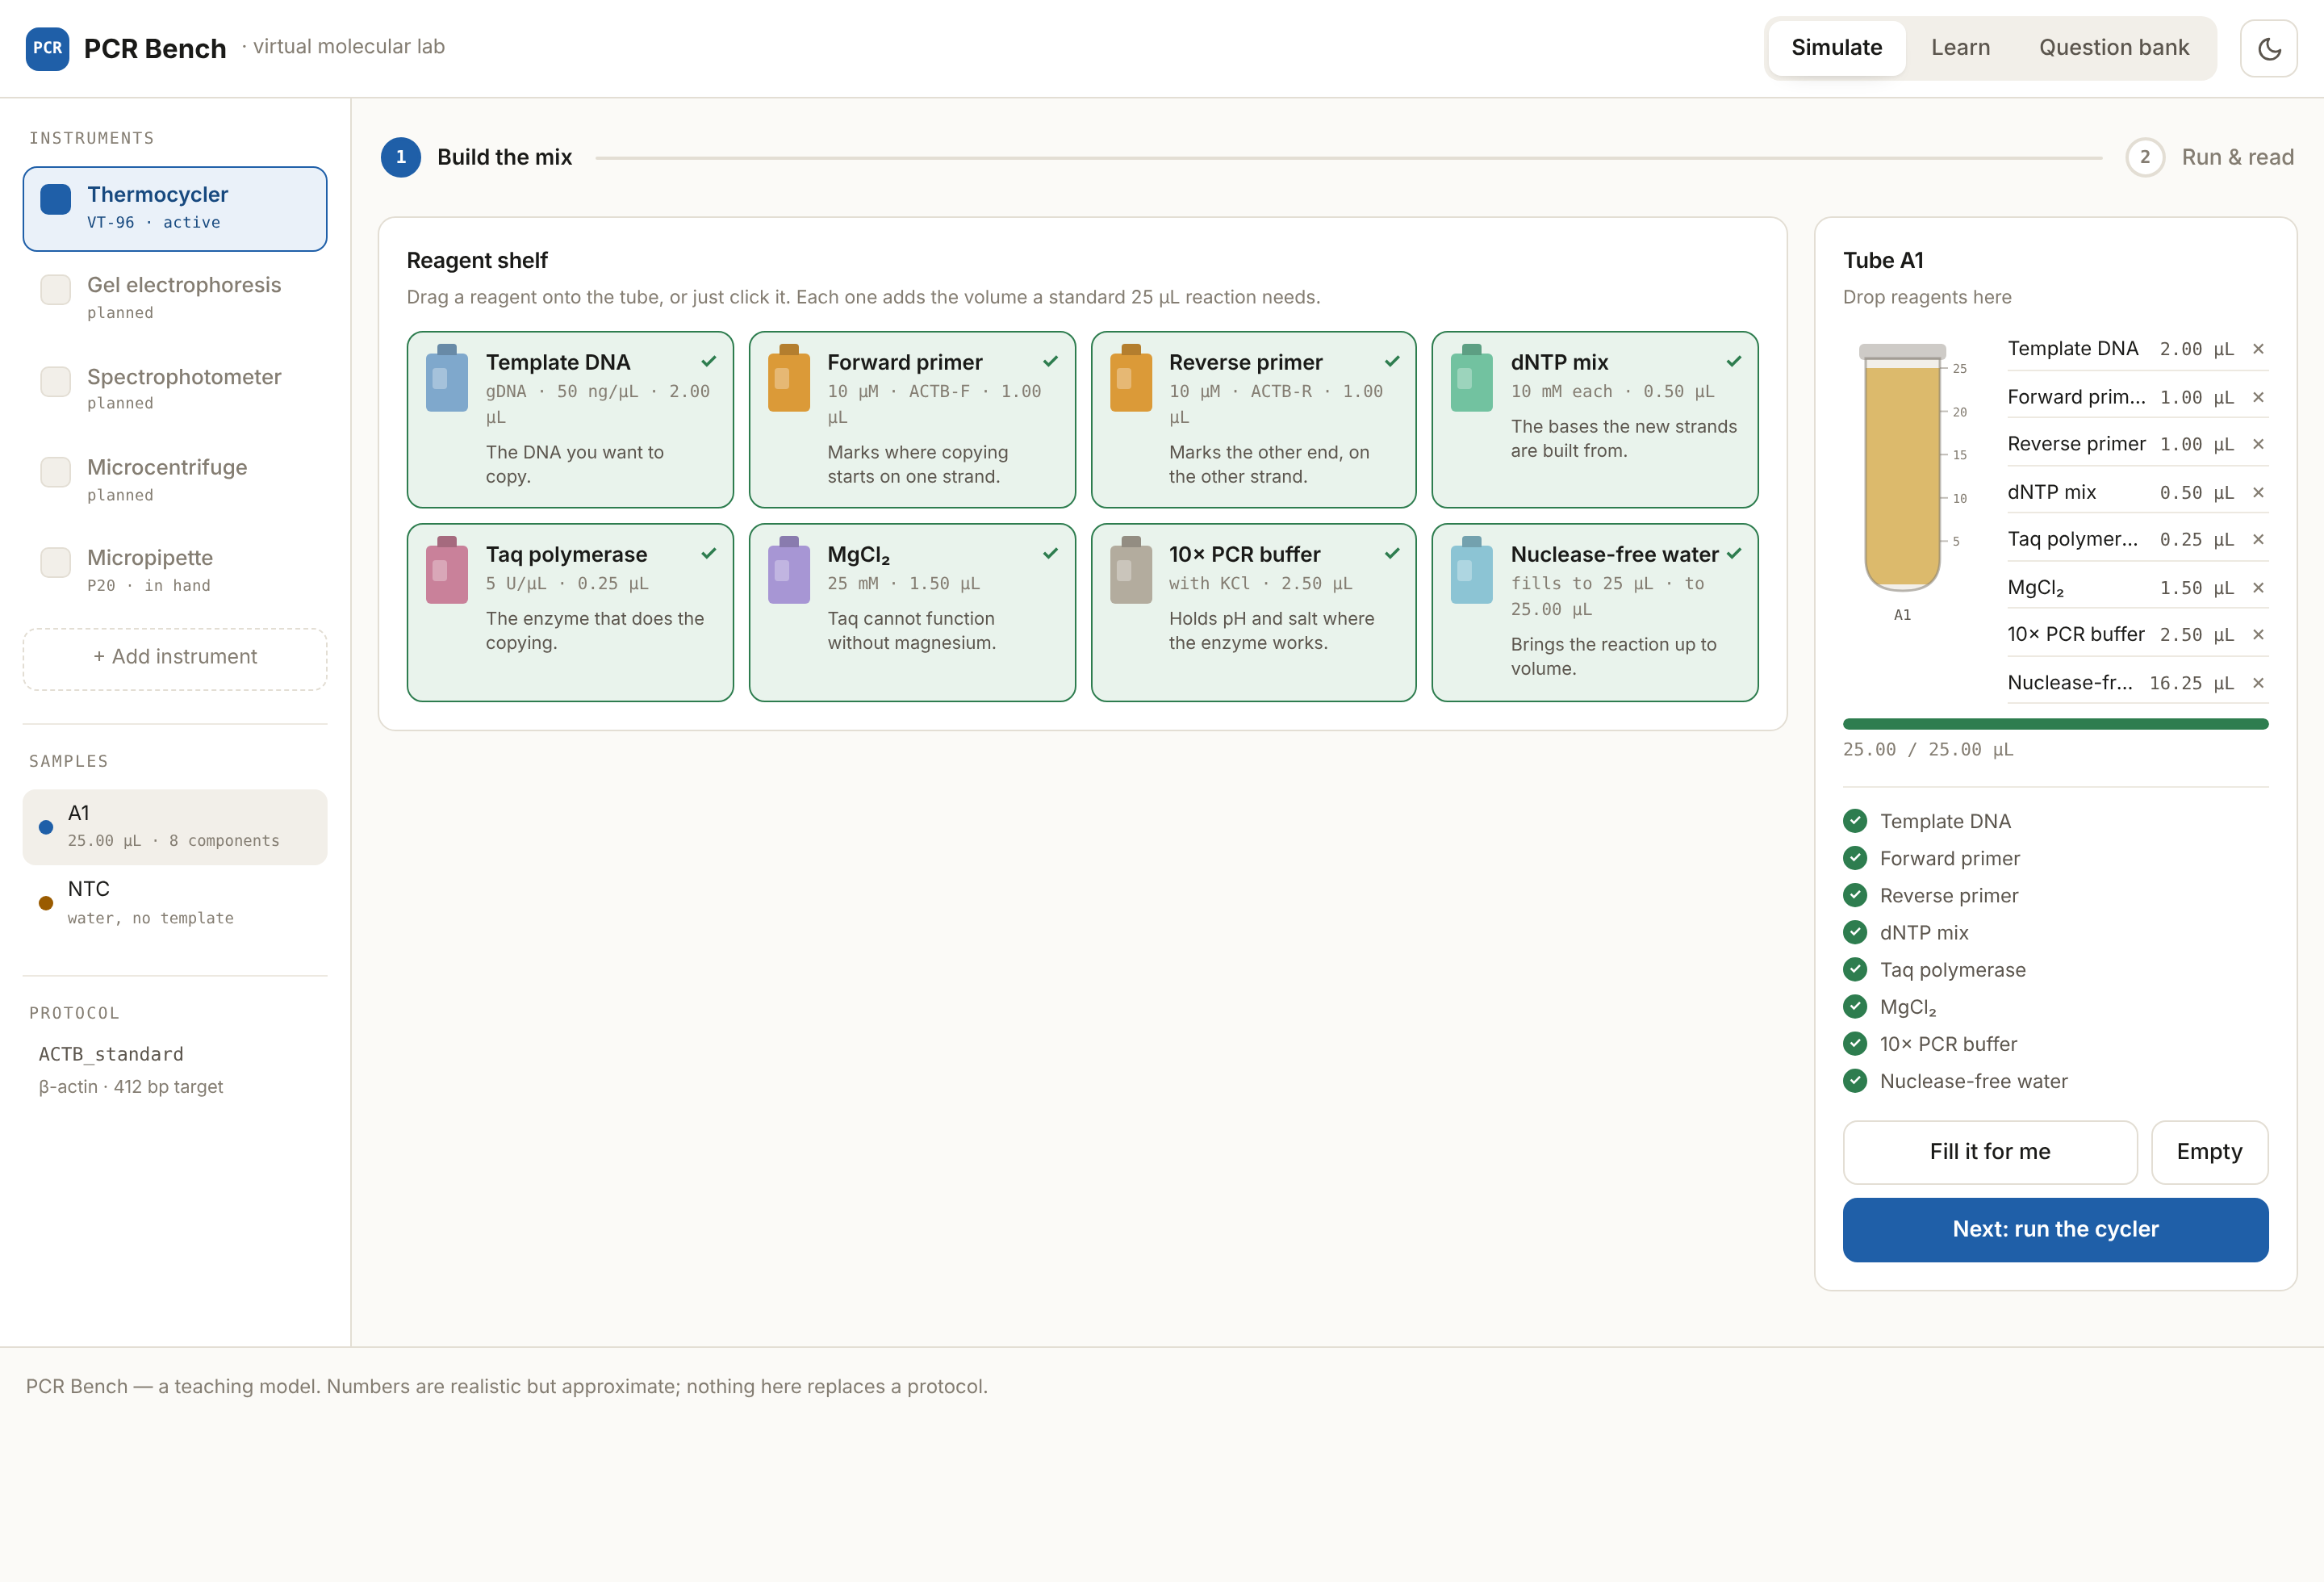 PCR PCR Bench · virtual molecular lab
Simulate Learn Question bank
INSTRUMENTS
Thermocycler
VT-96 · active
Gel electrophoresis
planned
Spectrophotometer
planned
Microcentrifuge
planned
Micropipette
P20 · in hand
+ Add instrument
SAMPLES
A1
25.00 µL · 8 components
NTC
water, no template
PROTOCOL
ACTB_standard
β-actin · 412 bp target
1 Build the mix
2 Run & read
Reagent shelf
Drag a reagent onto the tube, or just click it. Each one adds the volume a standard 25 µL reaction needs.
Template DNA
gDNA · 50 ng/µL · 2.00
µL
The DNA you want to
copy.
Forward primer
10 µM · ACTB-F · 1.00
µL
Marks where copying
starts on one strand.
Reverse primer
10 µM · ACTB-R · 1.00
µL
Marks the other end, on
the other strand.
dNTP mix
10 mM each · 0.50 µL
The bases the new strands
are built from.
Taq polymerase
5 U/µL · 0.25 µL
The enzyme that does the
copying.
MgCl₂
25 mM · 1.50 µL
Taq cannot function
without magnesium.
10× PCR buffer
with KCl · 2.50 µL
Holds pH and salt where
the enzyme works.
Nuclease-free water
fills to 25 µL · to
25.00 µL
Brings the reaction up to
volume.
Tube A1
Drop reagents here
25
20
15
10
5
A1
Template DNA 2.00 µL ×
Forward prim... 1.00 µL ×
Reverse primer 1.00 µL ×
dNTP mix 0.50 µL ×
Taq polymer... 0.25 µL ×
MgCl₂ 1.50 µL ×
10× PCR buffer 2.50 µL ×
Nuclease-fr... 16.25 µL ×
25.00 / 25.00 µL
Template DNA
Forward primer
Reverse primer
dNTP mix
Taq polymerase
MgCl₂
10× PCR buffer
Nuclease-free water
Fill it for me
Empty
Next: run the cycler
PCR Bench — a teaching model. Numbers are realistic but approximate; nothing here replaces a protocol.